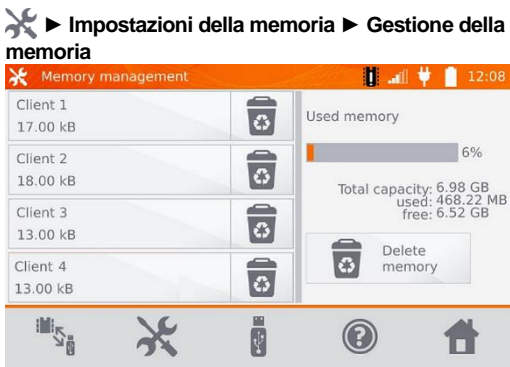 ► Impostazioni della memoria ► Gestione della
memoria
Memory management 12:08
Client 1
17.00 kB
Client 2
18.00 kB
Client 3
13.00 kB
Client 4
13.00 kB
Used memory
6%
Total capacity: 6.98 GB
used: 468.22 MB
free: 6.52 GB
Delete
memory